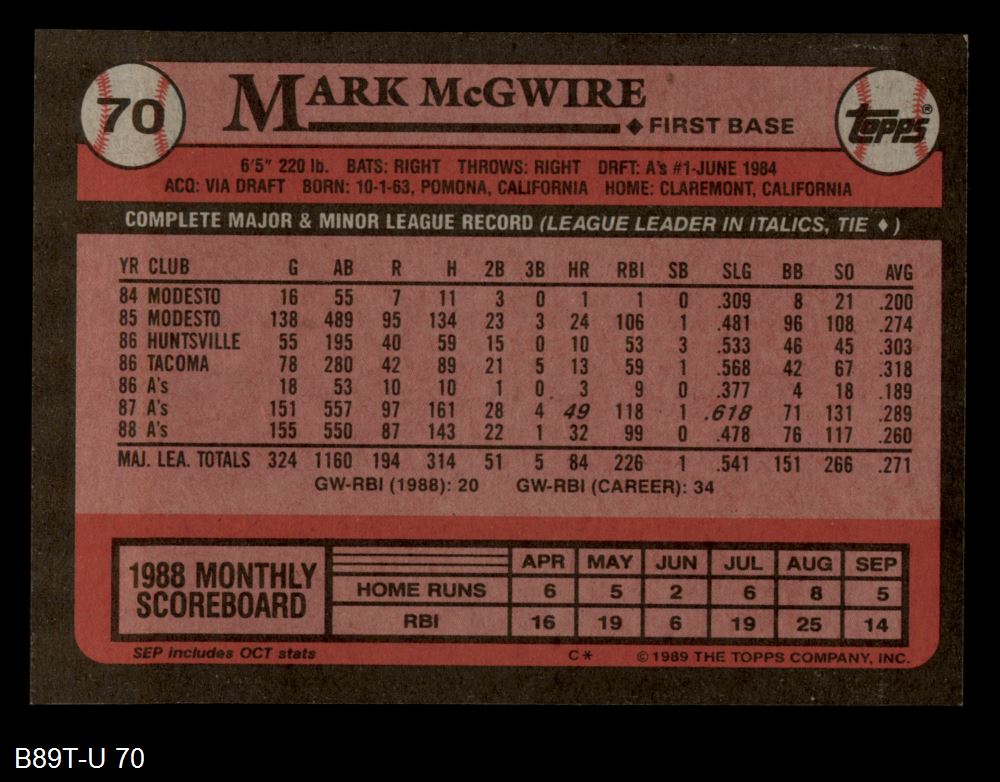 70
MARK McGWIRE
◆ FIRST BASE
TOPPS®
6'5" 220 lb. BATS: RIGHT THROWS: RIGHT DRFT: A's #1-JUNE 1984
ACQ: VIA DRAFT BORN: 10-1-63, POMONA, CALIFORNIA HOME: CLAREMONT, CALIFORNIA
COMPLETE MAJOR & MINOR LEAGUE RECORD (LEAGUE LEADER IN ITALICS, TIE ♦)
YR CLUB G AB R H 2B 3B HR RBI SB SLG BB SO AVG
84 MODESTO 16 55 7 11 3 0 1 1 0 .309 8 21 .200
85 MODESTO 138 489 95 134 23 3 24 106 1 .481 96 108 .274
86 HUNTSVILLE 55 195 40 59 15 0 10 53 3 .533 46 45 .303
86 TACOMA 78 280 42 89 21 5 13 59 1 .568 42 67 .318
86 A's 18 53 10 10 1 0 3 9 0 .377 4 18 .189
87 A's 151 557 97 161 28 4 49 118 1 .618 71 131 .289
88 A's 155 550 87 143 22 1 32 99 0 .478 76 117 .260
MAJ. LEA. TOTALS 324 1160 194 314 51 5 84 226 1 .541 151 266 .271
GW-RBI (1988): 20 GW-RBI (CAREER): 34
1988 MONTHLY
SCOREBOARD
APR MAY JUN JUL AUG SEP
HOME RUNS 6 5 2 6 8 5
RBI 16 19 6 19 25 14
SEP includes OCT stats C* © 1989 THE TOPPS COMPANY, INC.
B89T-U 70